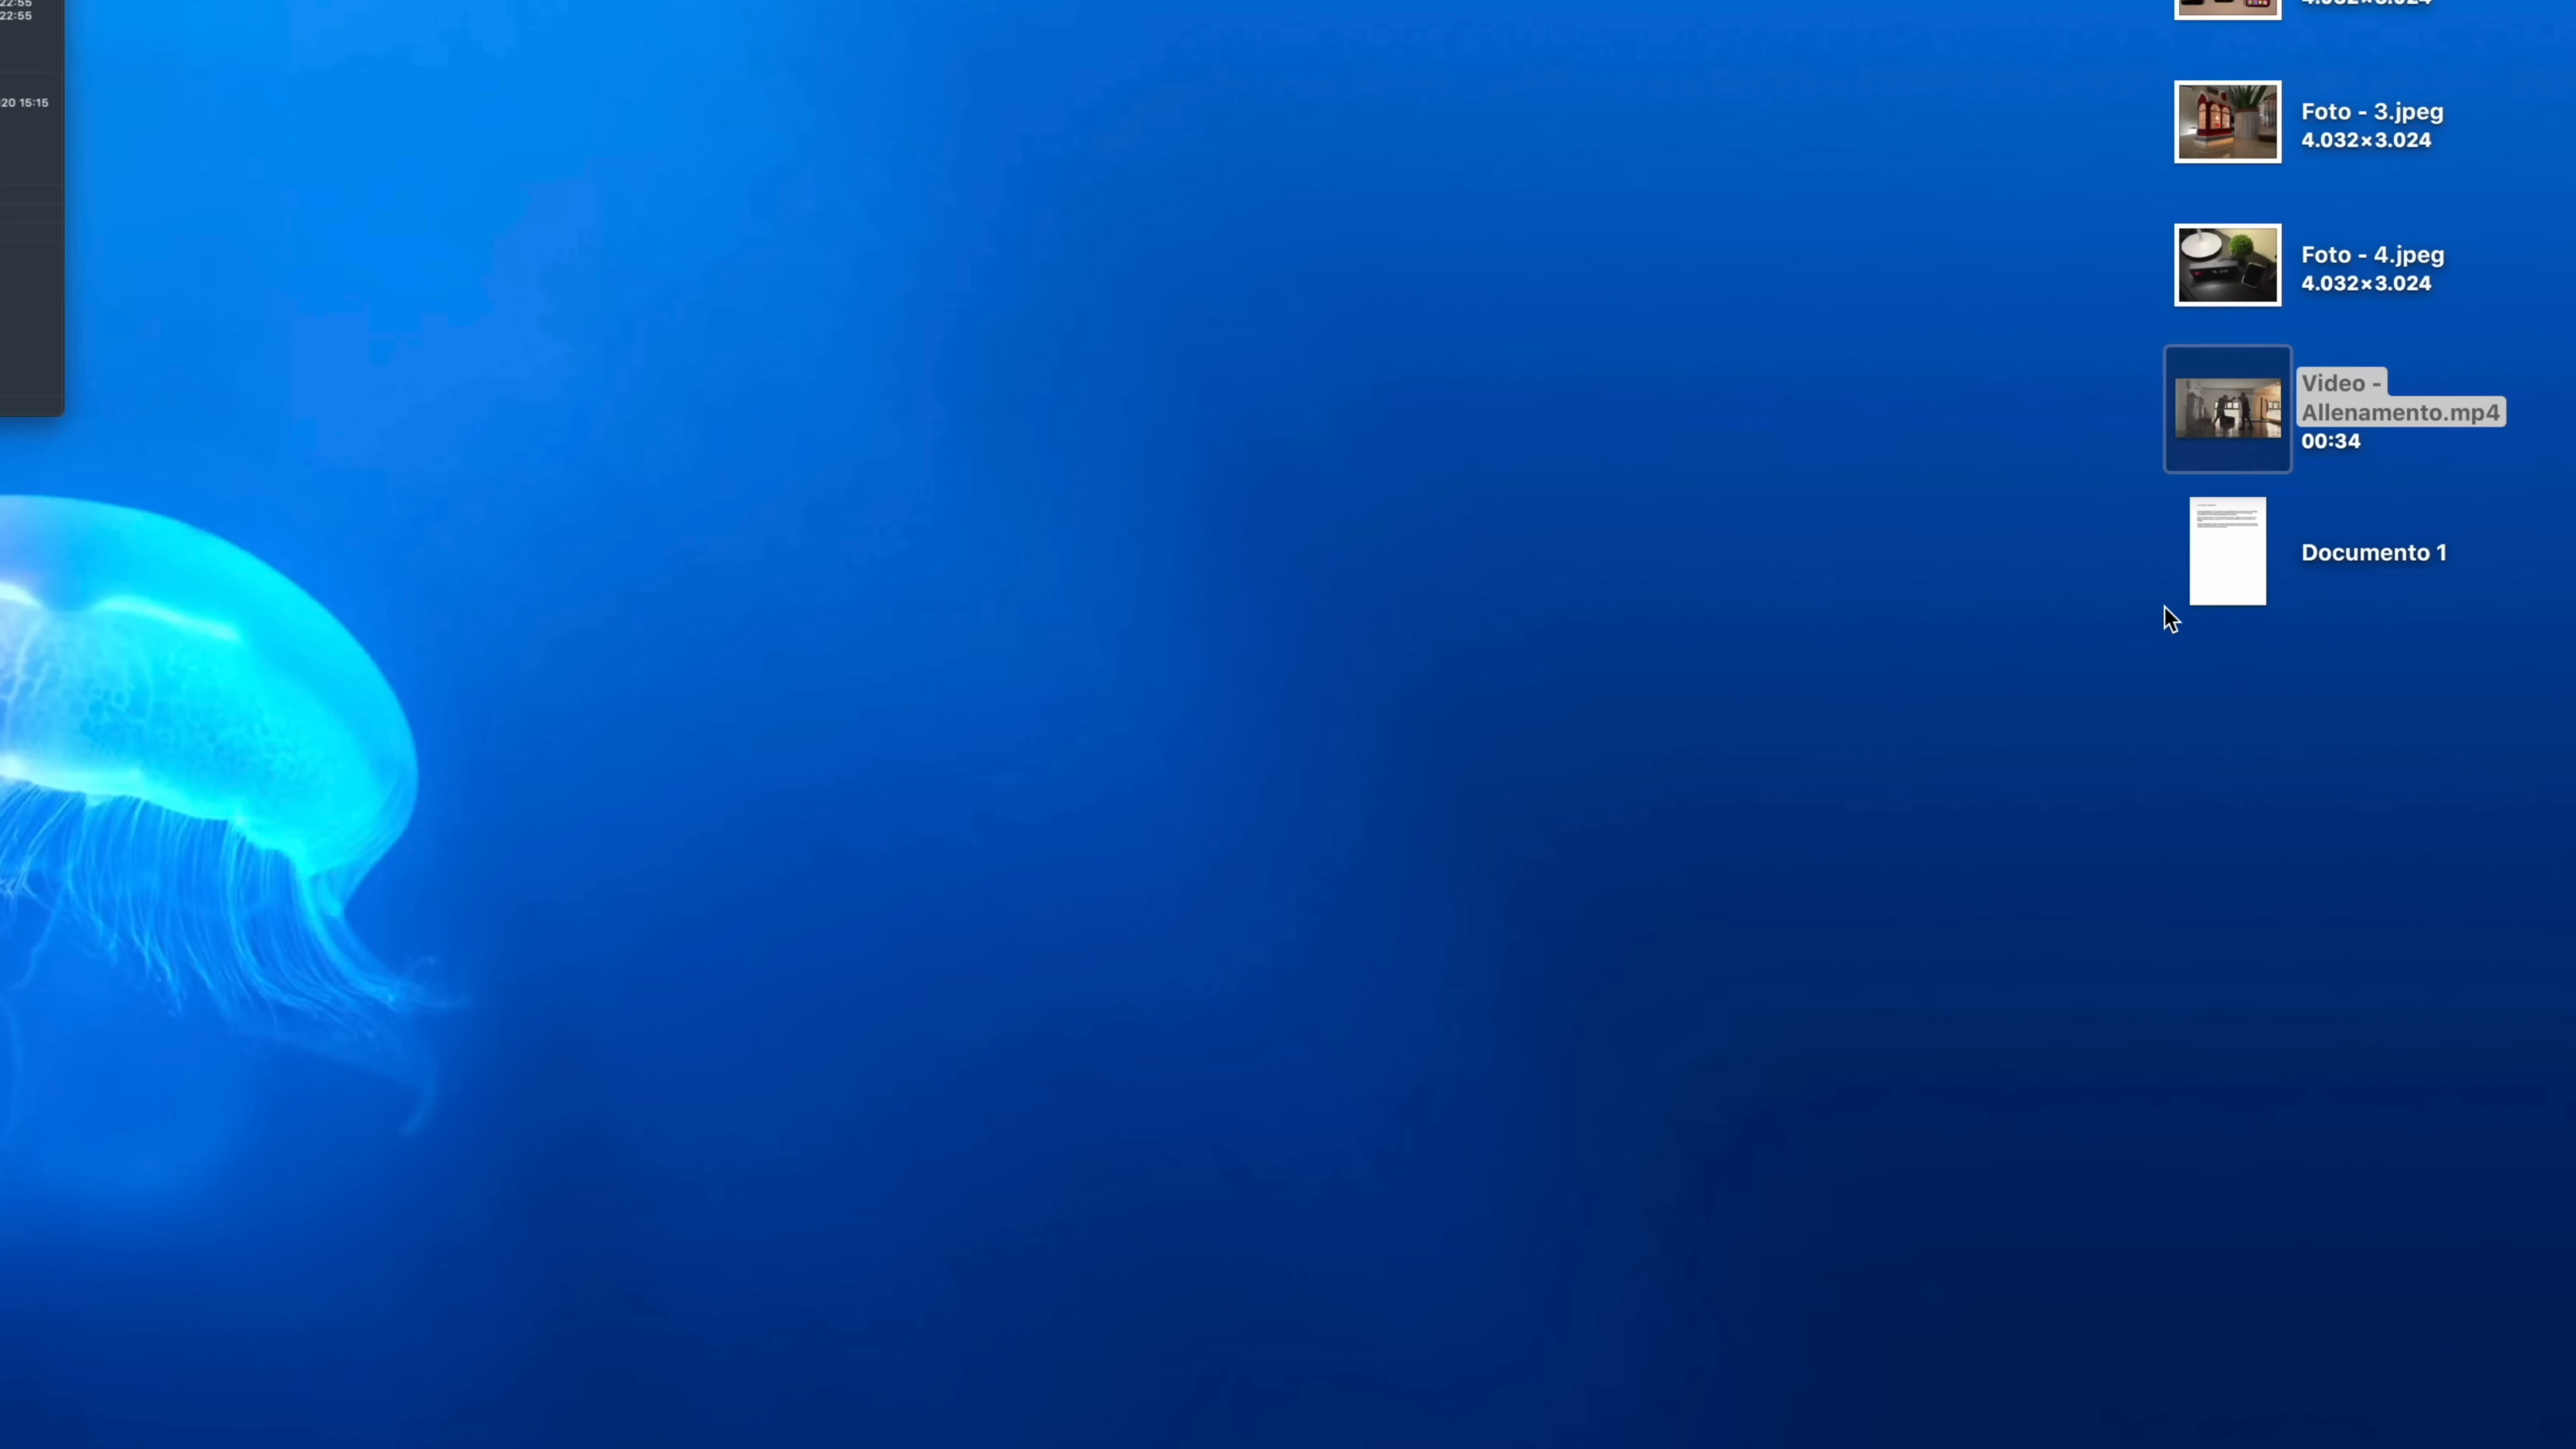 22:55
22:55
20 15:15
4.032×3.024
Foto - 3.jpeg
4.032×3.024
Foto - 4.jpeg
4.032×3.024
Video -
Allenamento.mp4
00:34
Documento 1